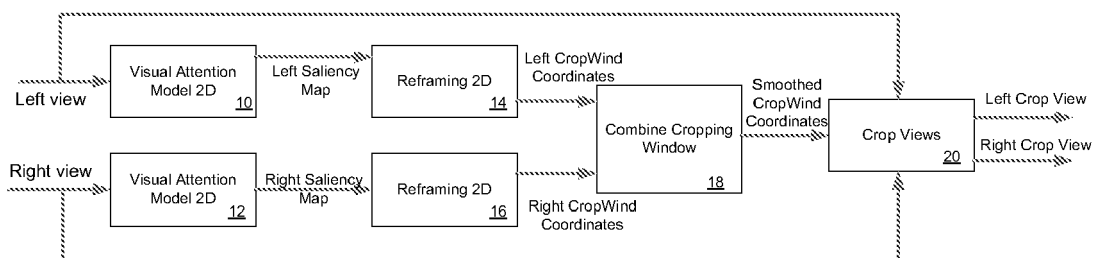 Left view
Visual Attention
Model 2D
10
Left Saliency
Map
Reframing 2D
14
Left CropWind
Coordinates
Right view
Visual Attention
Model 2D
12
Right Saliency
Map
Reframing 2D
16
Right CropWind
Coordinates
Combine Cropping
Window
18
Smoothed
CropWind
Coordinates
Crop Views
20
Left Crop View
Right Crop View